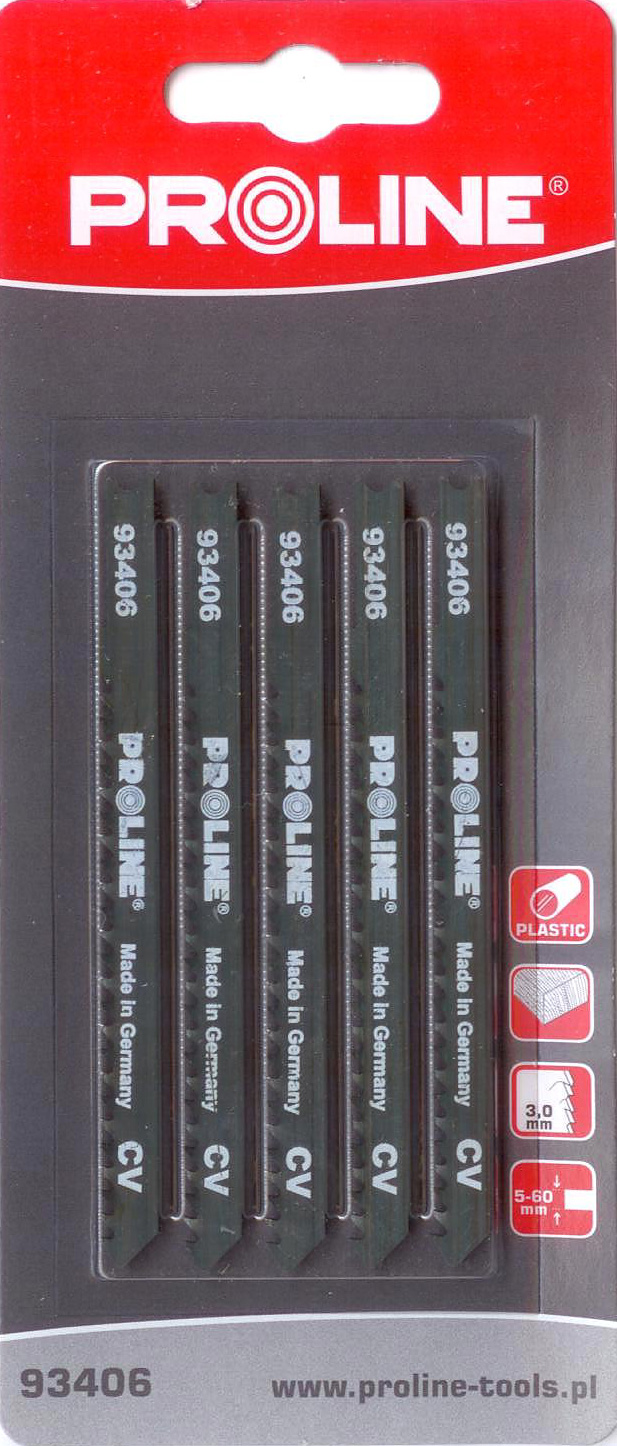 PROLINE®
93406 PROLINE® Made in Germany CV
93406 PROLINE® Made in Germany CV
93406 PROLINE® Made in Germany CV
93406 PROLINE® Made in Germany CV
93406 PROLINE® Made in Germany CV
PLASTIC
3,0
mm
5-60
mm
93406
www.proline-tools.pl